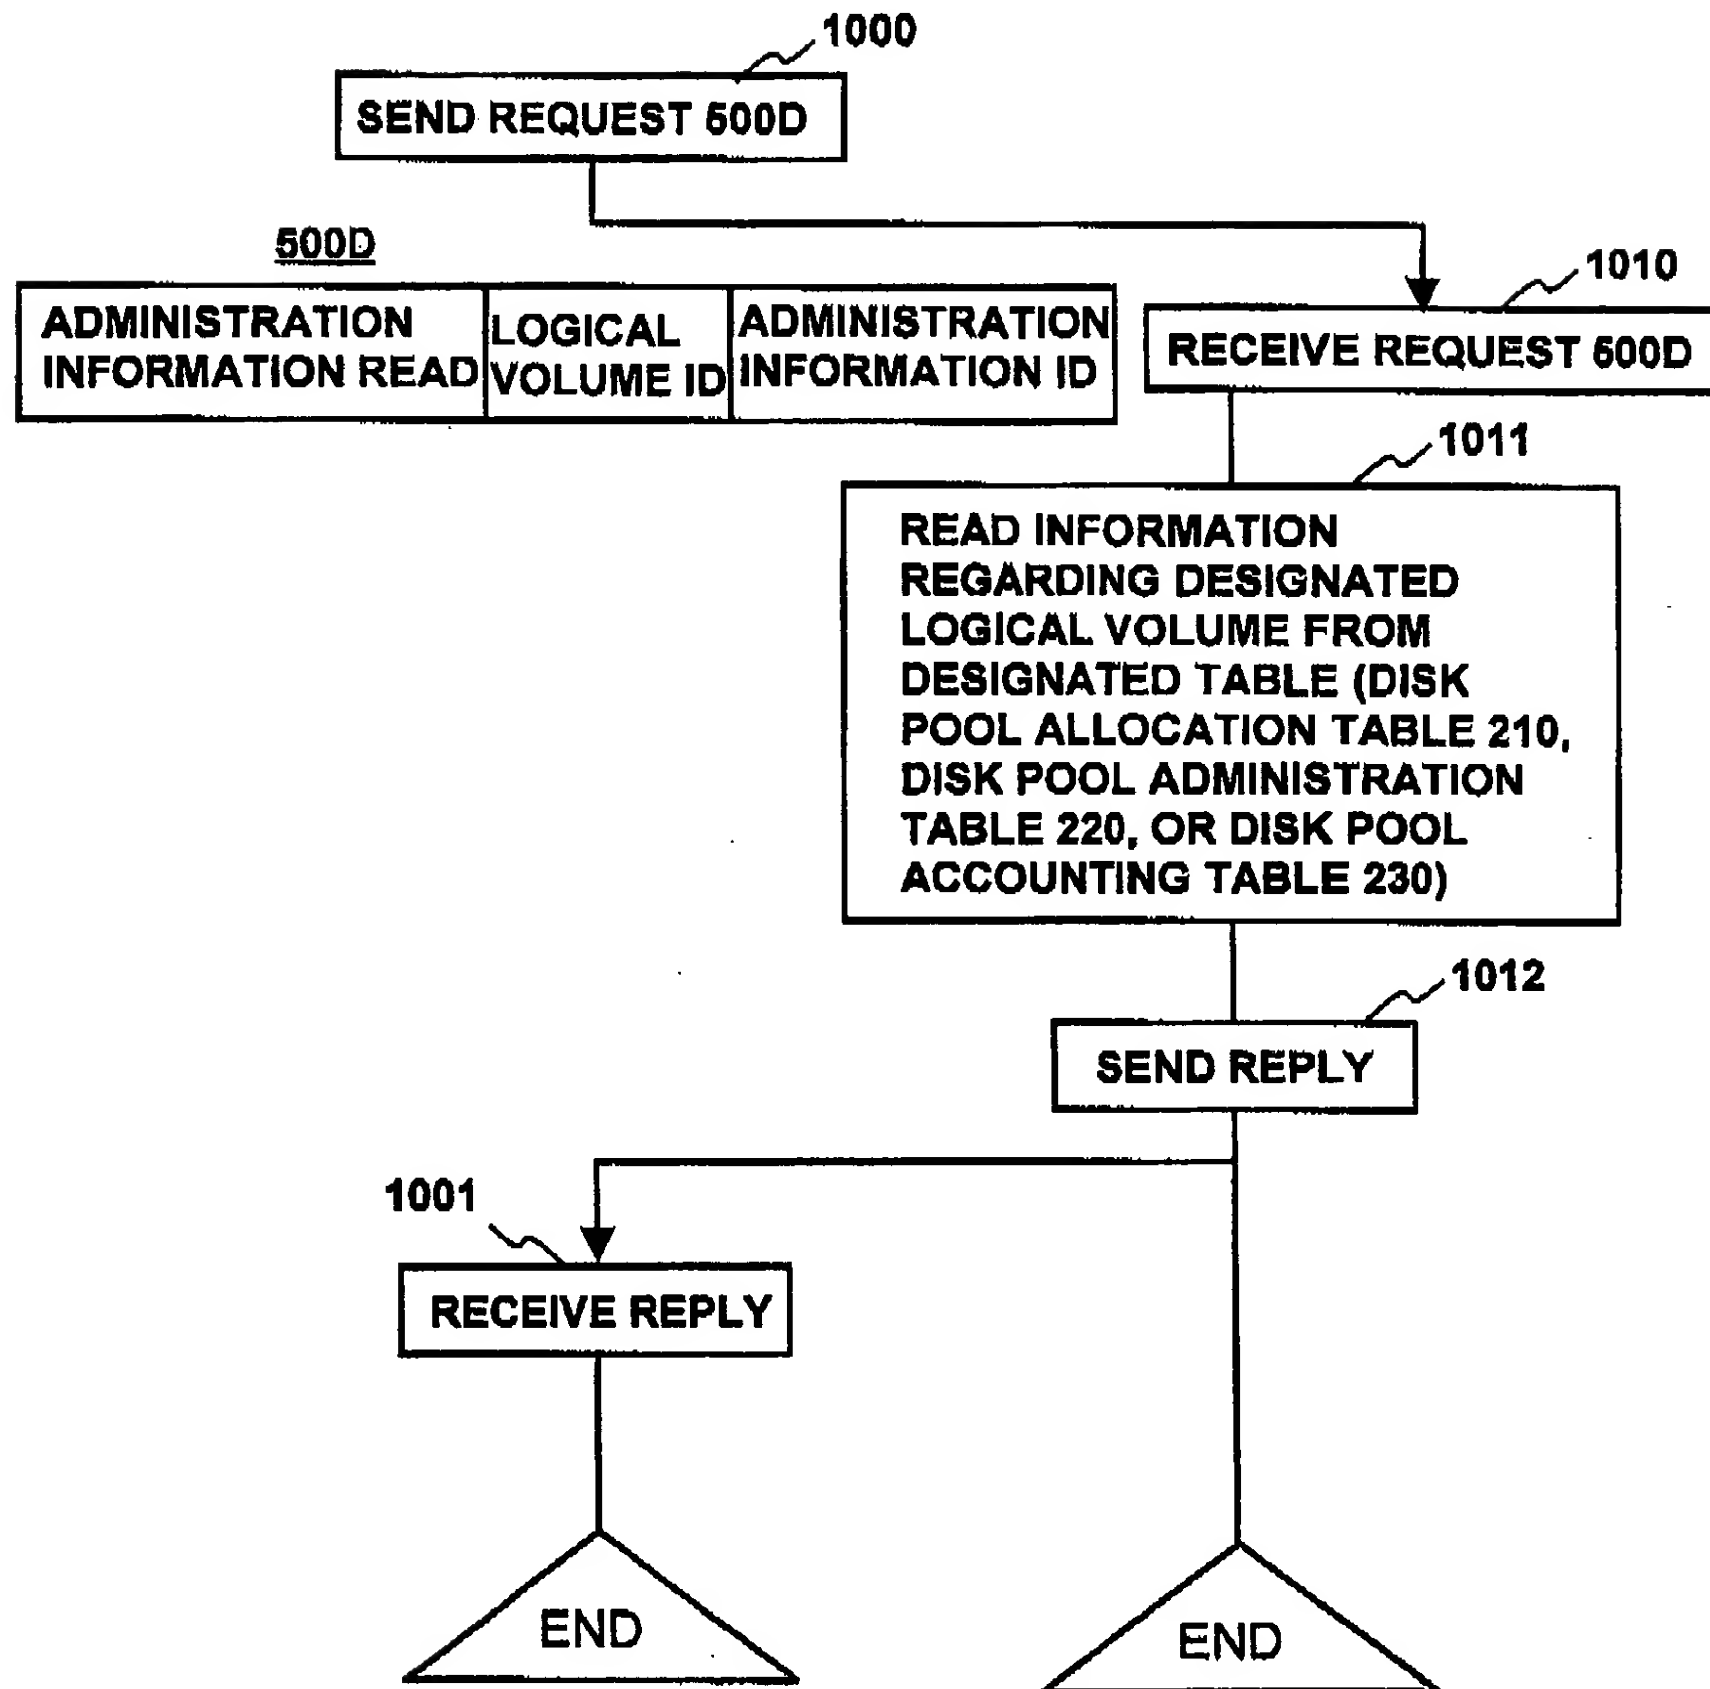 1000
SEND REQUEST 500D
500D
ADMINISTRATION
INFORMATION READ
LOGICAL
VOLUME ID
ADMINISTRATION
INFORMATION ID
1010
RECEIVE REQUEST 500D
1011
READ INFORMATION
REGARDING DESIGNATED
LOGICAL VOLUME FROM
DESIGNATED TABLE (DISK
POOL ALLOCATION TABLE 210,
DISK POOL ADMINISTRATION
TABLE 220, OR DISK POOL
ACCOUNTING TABLE 230)
1012
SEND REPLY
1001
RECEIVE REPLY
END
END